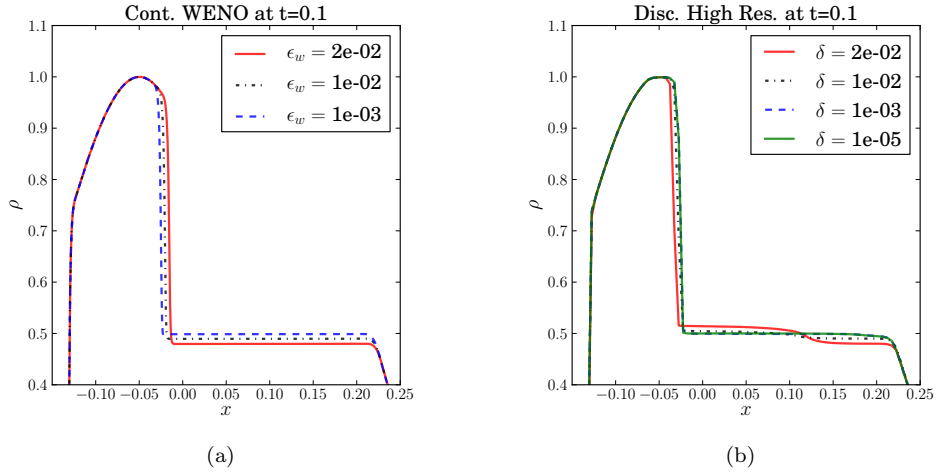 Cont. WENO at t=0.1
1.1
1.0
0.9
0.8
0.7
0.6
0.5
0.4
ρ
ϵ_w = 2e-02
ϵ_w = 1e-02
ϵ_w = 1e-03
−0.10 −0.05 0.00 0.05 0.10 0.15 0.20 0.25
x
(a)
Disc. High Res. at t=0.1
1.1
1.0
0.9
0.8
0.7
0.6
0.5
0.4
ρ
δ = 2e-02
δ = 1e-02
δ = 1e-03
δ = 1e-05
−0.10 −0.05 0.00 0.05 0.10 0.15 0.20 0.25
x
(b)